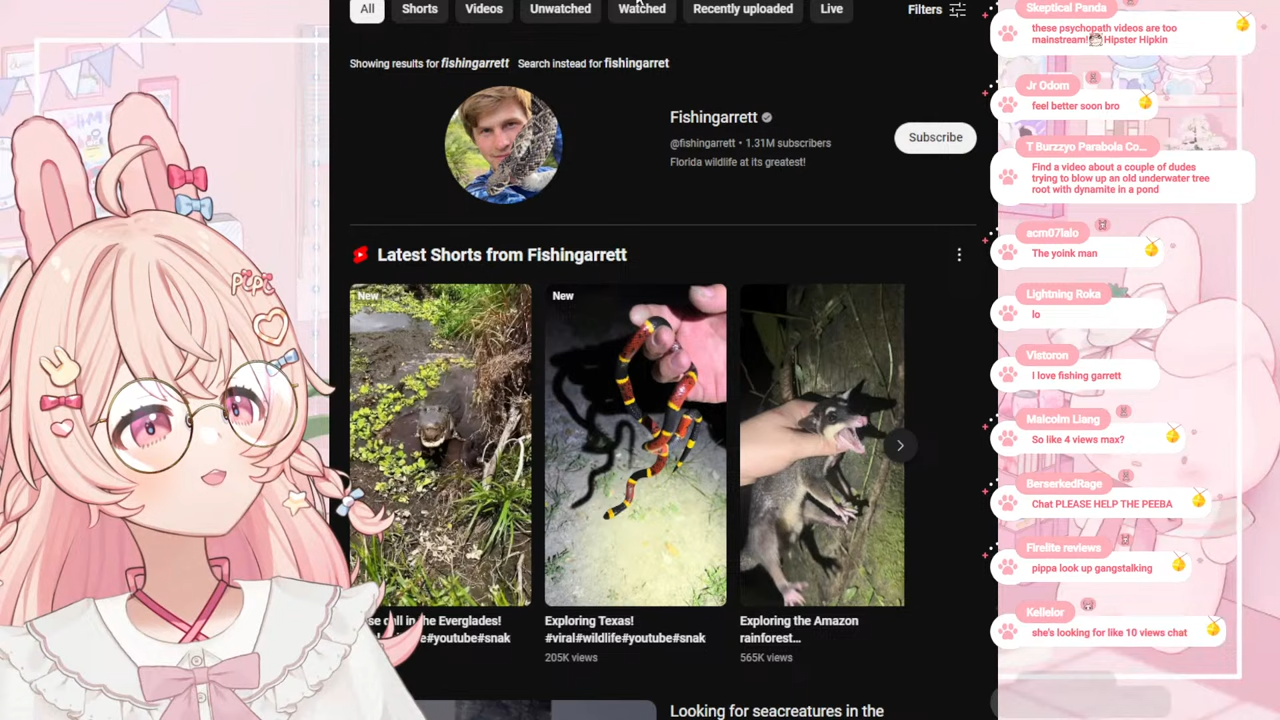 All
Shorts
Videos
Unwatched
Watched
Recently uploaded
Live
Filters
Showing results for fishingarrett Search instead for fishingarret
Fishingarrett
@fishingarrett • 1.31M subscribers
Florida wildlife at its greatest!
Subscribe
Latest Shorts from Fishingarrett
New
New
call in the Everglades!
#youtube#snak
Exploring Texas!
#viral#wildlife#youtube#snak
205K views
Exploring the Amazon
rainforest...
565K views
Looking for seacreatures in the
pipi
Skeptical Panda
these psychopath videos are too
mainstream! Hipster Hipkin
Jr Odom
feel better soon bro
T Burzzyo Parabola Co...
Find a video about a couple of dudes
trying to blow up an old underwater tree
root with dynamite in a pond
acm07lalo
The yoink man
Lightning Roka
lo
Vistoron
I love fishing garrett
Malcolm Liang
So like 4 views max?
BerserkedRage
Chat PLEASE HELP THE PEEBA
Firelite reviews
pippa look up gangstalking
Kellelor
she's looking for like 10 views chat